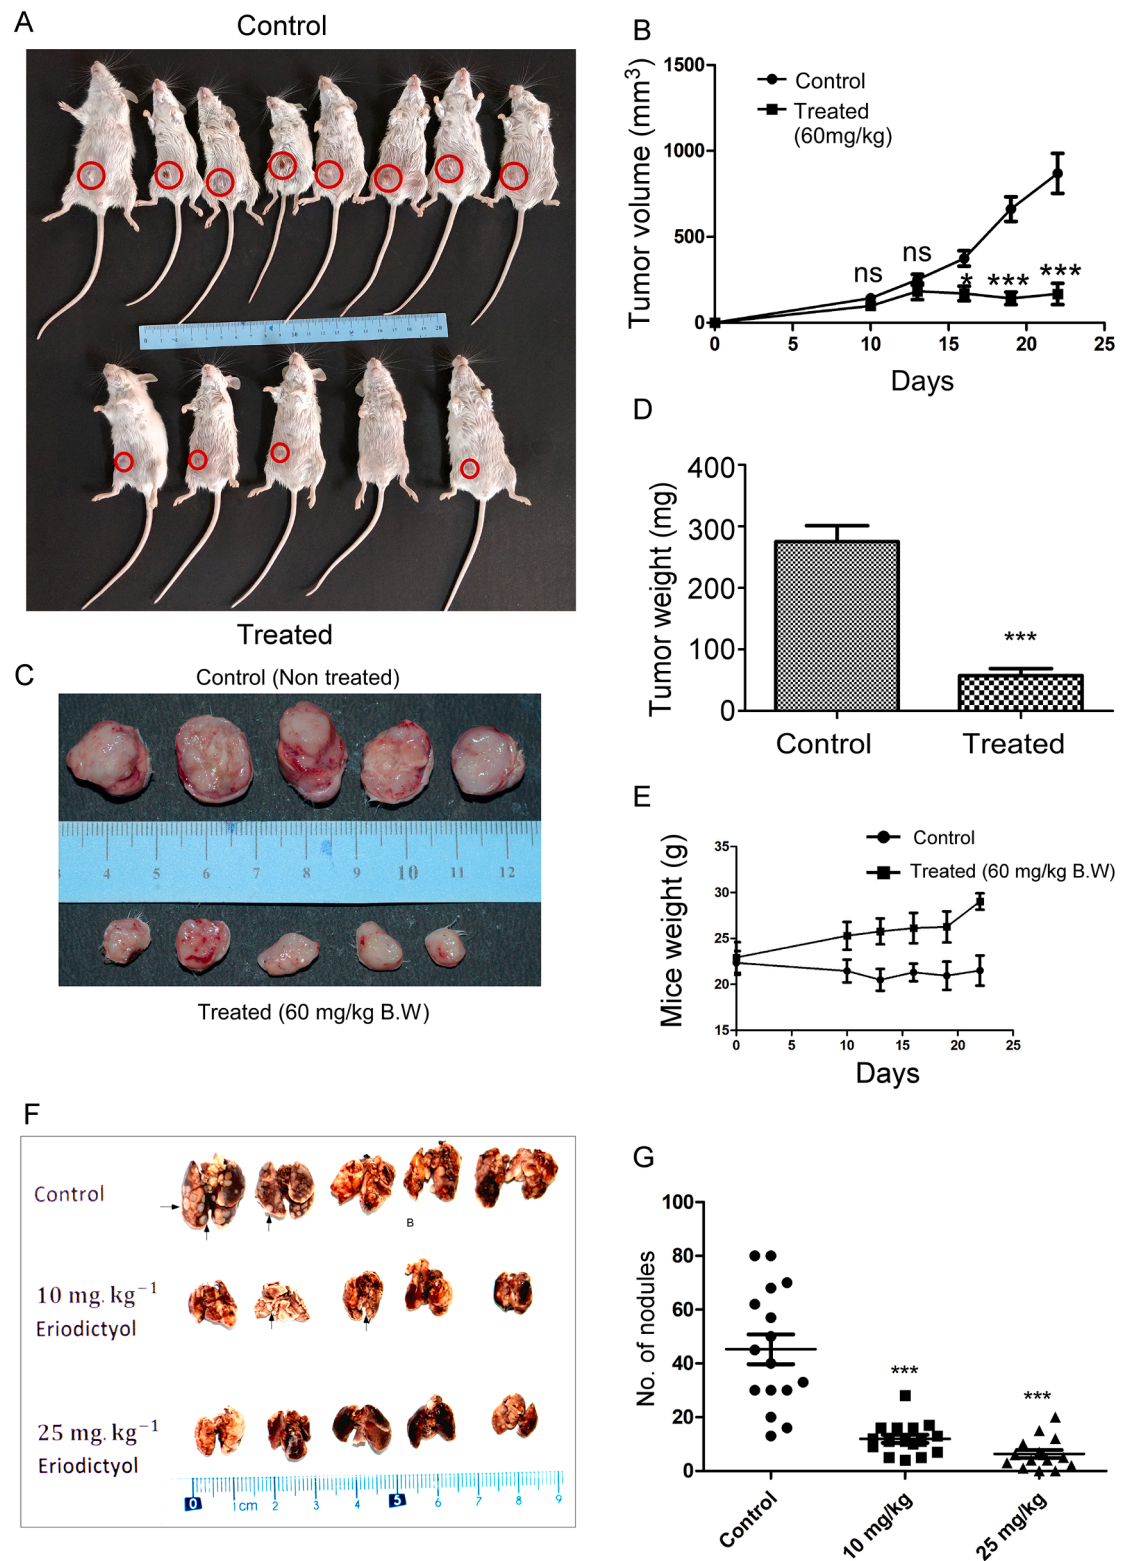 A
Control
Treated
B
Tumor volume (mm³)
1500
1000
500
0
Control
Treated
(60mg/kg)
ns
ns
*
***
***
0
5
10
15
20
25
Days
C
Control (Non treated)
4
5
6
7
8
9
10
11
12
Treated (60 mg/kg B.W)
D
Tumor weight (mg)
400
300
200
100
0
***
Control
Treated
E
Mice weight (g)
Control
Treated (60 mg/kg B.W)
35
30
25
20
15
0
5
10
15
20
25
Days
F
Control
B
10 mg.kg⁻¹
Eriodictyol
25 mg.kg⁻¹
Eriodictyol
0
1cm
2
3
4
5
6
7
8
9
G
No. of nodules
100
80
60
40
20
0
***
***
Control
10 mg/kg
25 mg/kg